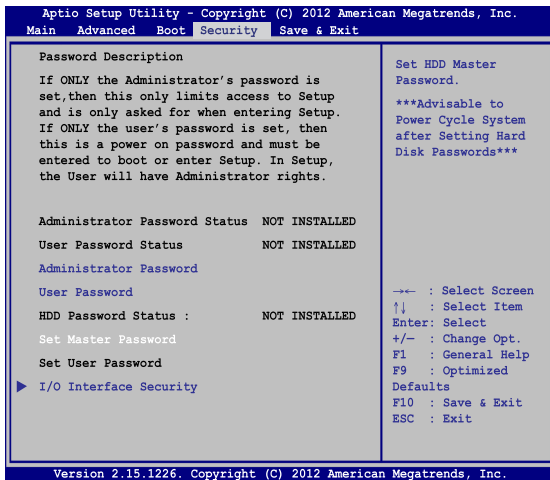 Aptio Setup Utility - Copyright (C) 2012 American Megatrends, Inc.
Main Advanced Boot Security Save & Exit
Password Description
If ONLY the Administrator's password is
set,then this only limits access to Setup
and is only asked for when entering Setup.
If ONLY the user's password is set, then
this is a power on password and must be
entered to boot or enter Setup. In Setup,
the User will have Administrator rights.
Administrator Password Status NOT INSTALLED
User Password Status NOT INSTALLED
Administrator Password
User Password
HDD Password Status : NOT INSTALLED
Set Master Password
Set User Password
I/O Interface Security
Set HDD Master
Password.
***Advisable to
Power Cycle System
after Setting Hard
Disk Passwords***
→← : Select Screen
↑↓ : Select Item
Enter: Select
+/— : Change Opt.
F1 : General Help
F9 : Optimized
Defaults
F10 : Save & Exit
ESC : Exit
Version 2.15.1226. Copyright (C) 2012 American Megatrends, Inc.